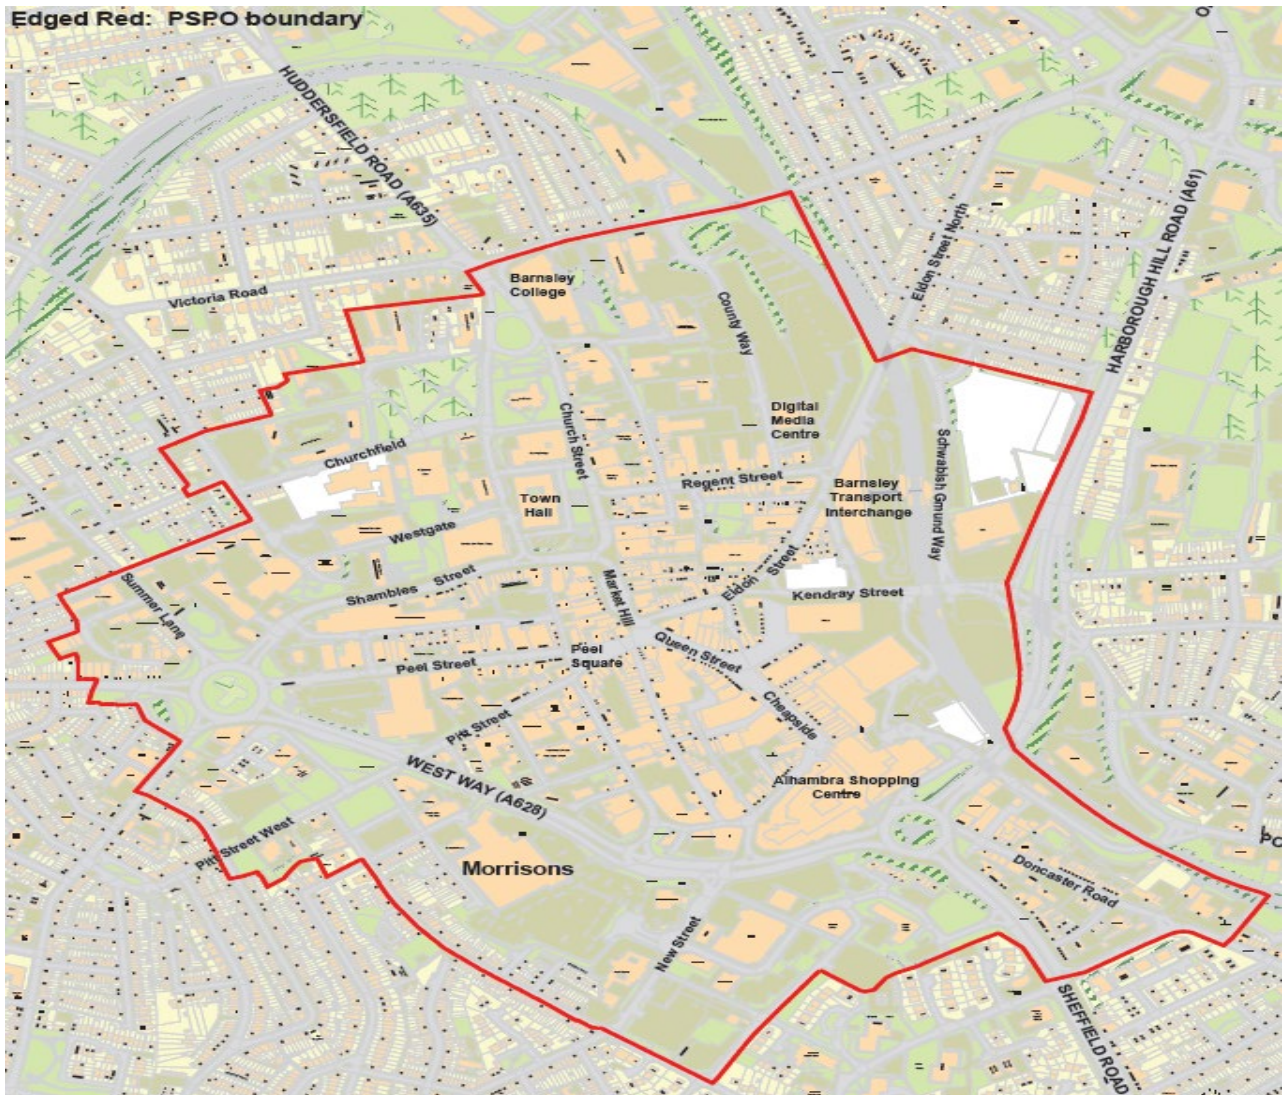 Edged Red: PSPO boundary
HUDDERSFIELD ROAD (A635)
HARBOROUGH HILL ROAD (A61)
Eldon Street North
Victoria Road
Barnsley
College
County Way
Church Street
Digital
Media
Centre
Schwabish Gmund Way
Churchfield
Regent Street
Town
Hall
Barnsley
Transport
Interchange
Westgate
Shambles Street
Summer Lane
Market Hill
Eldon Street
Kendray Street
Peel Street
Peel
Square
Queen Street
Cheapside
Pitt Street
WEST WAY (A628)
Alhambra Shopping
Centre
Pitt Street West
Morrisons
Doncaster Road
New Street
SHEFFIELD ROAD